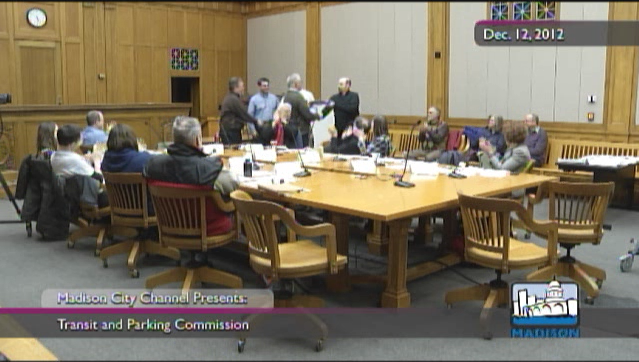 Dec. 12, 2012
Madison City Channel Presents:
Transit and Parking Commission
MADISON